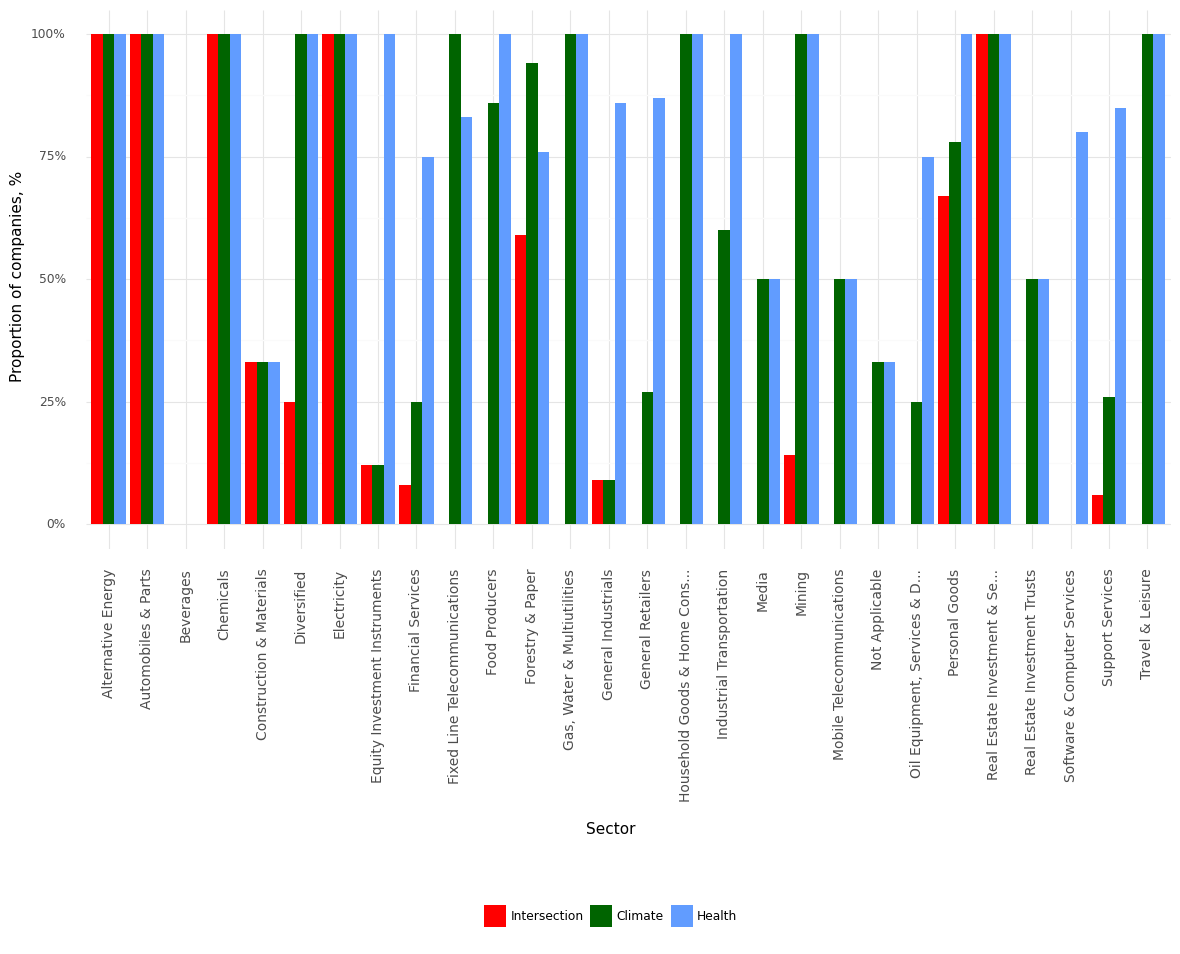 Proportion of companies, %
100%
75%
50%
25%
0%
Alternative Energy
Automobiles & Parts
Beverages
Chemicals
Construction & Materials
Diversified
Electricity
Equity Investment Instruments
Financial Services
Fixed Line Telecommunications
Food Producers
Forestry & Paper
Gas, Water & Multiutilities
General Industrials
General Retailers
Household Goods & Home Cons...
Industrial Transportation
Media
Mining
Mobile Telecommunications
Not Applicable
Oil Equipment, Services & D...
Personal Goods
Real Estate Investment & Se...
Real Estate Investment Trusts
Software & Computer Services
Support Services
Travel & Leisure
Sector
Intersection Climate Health